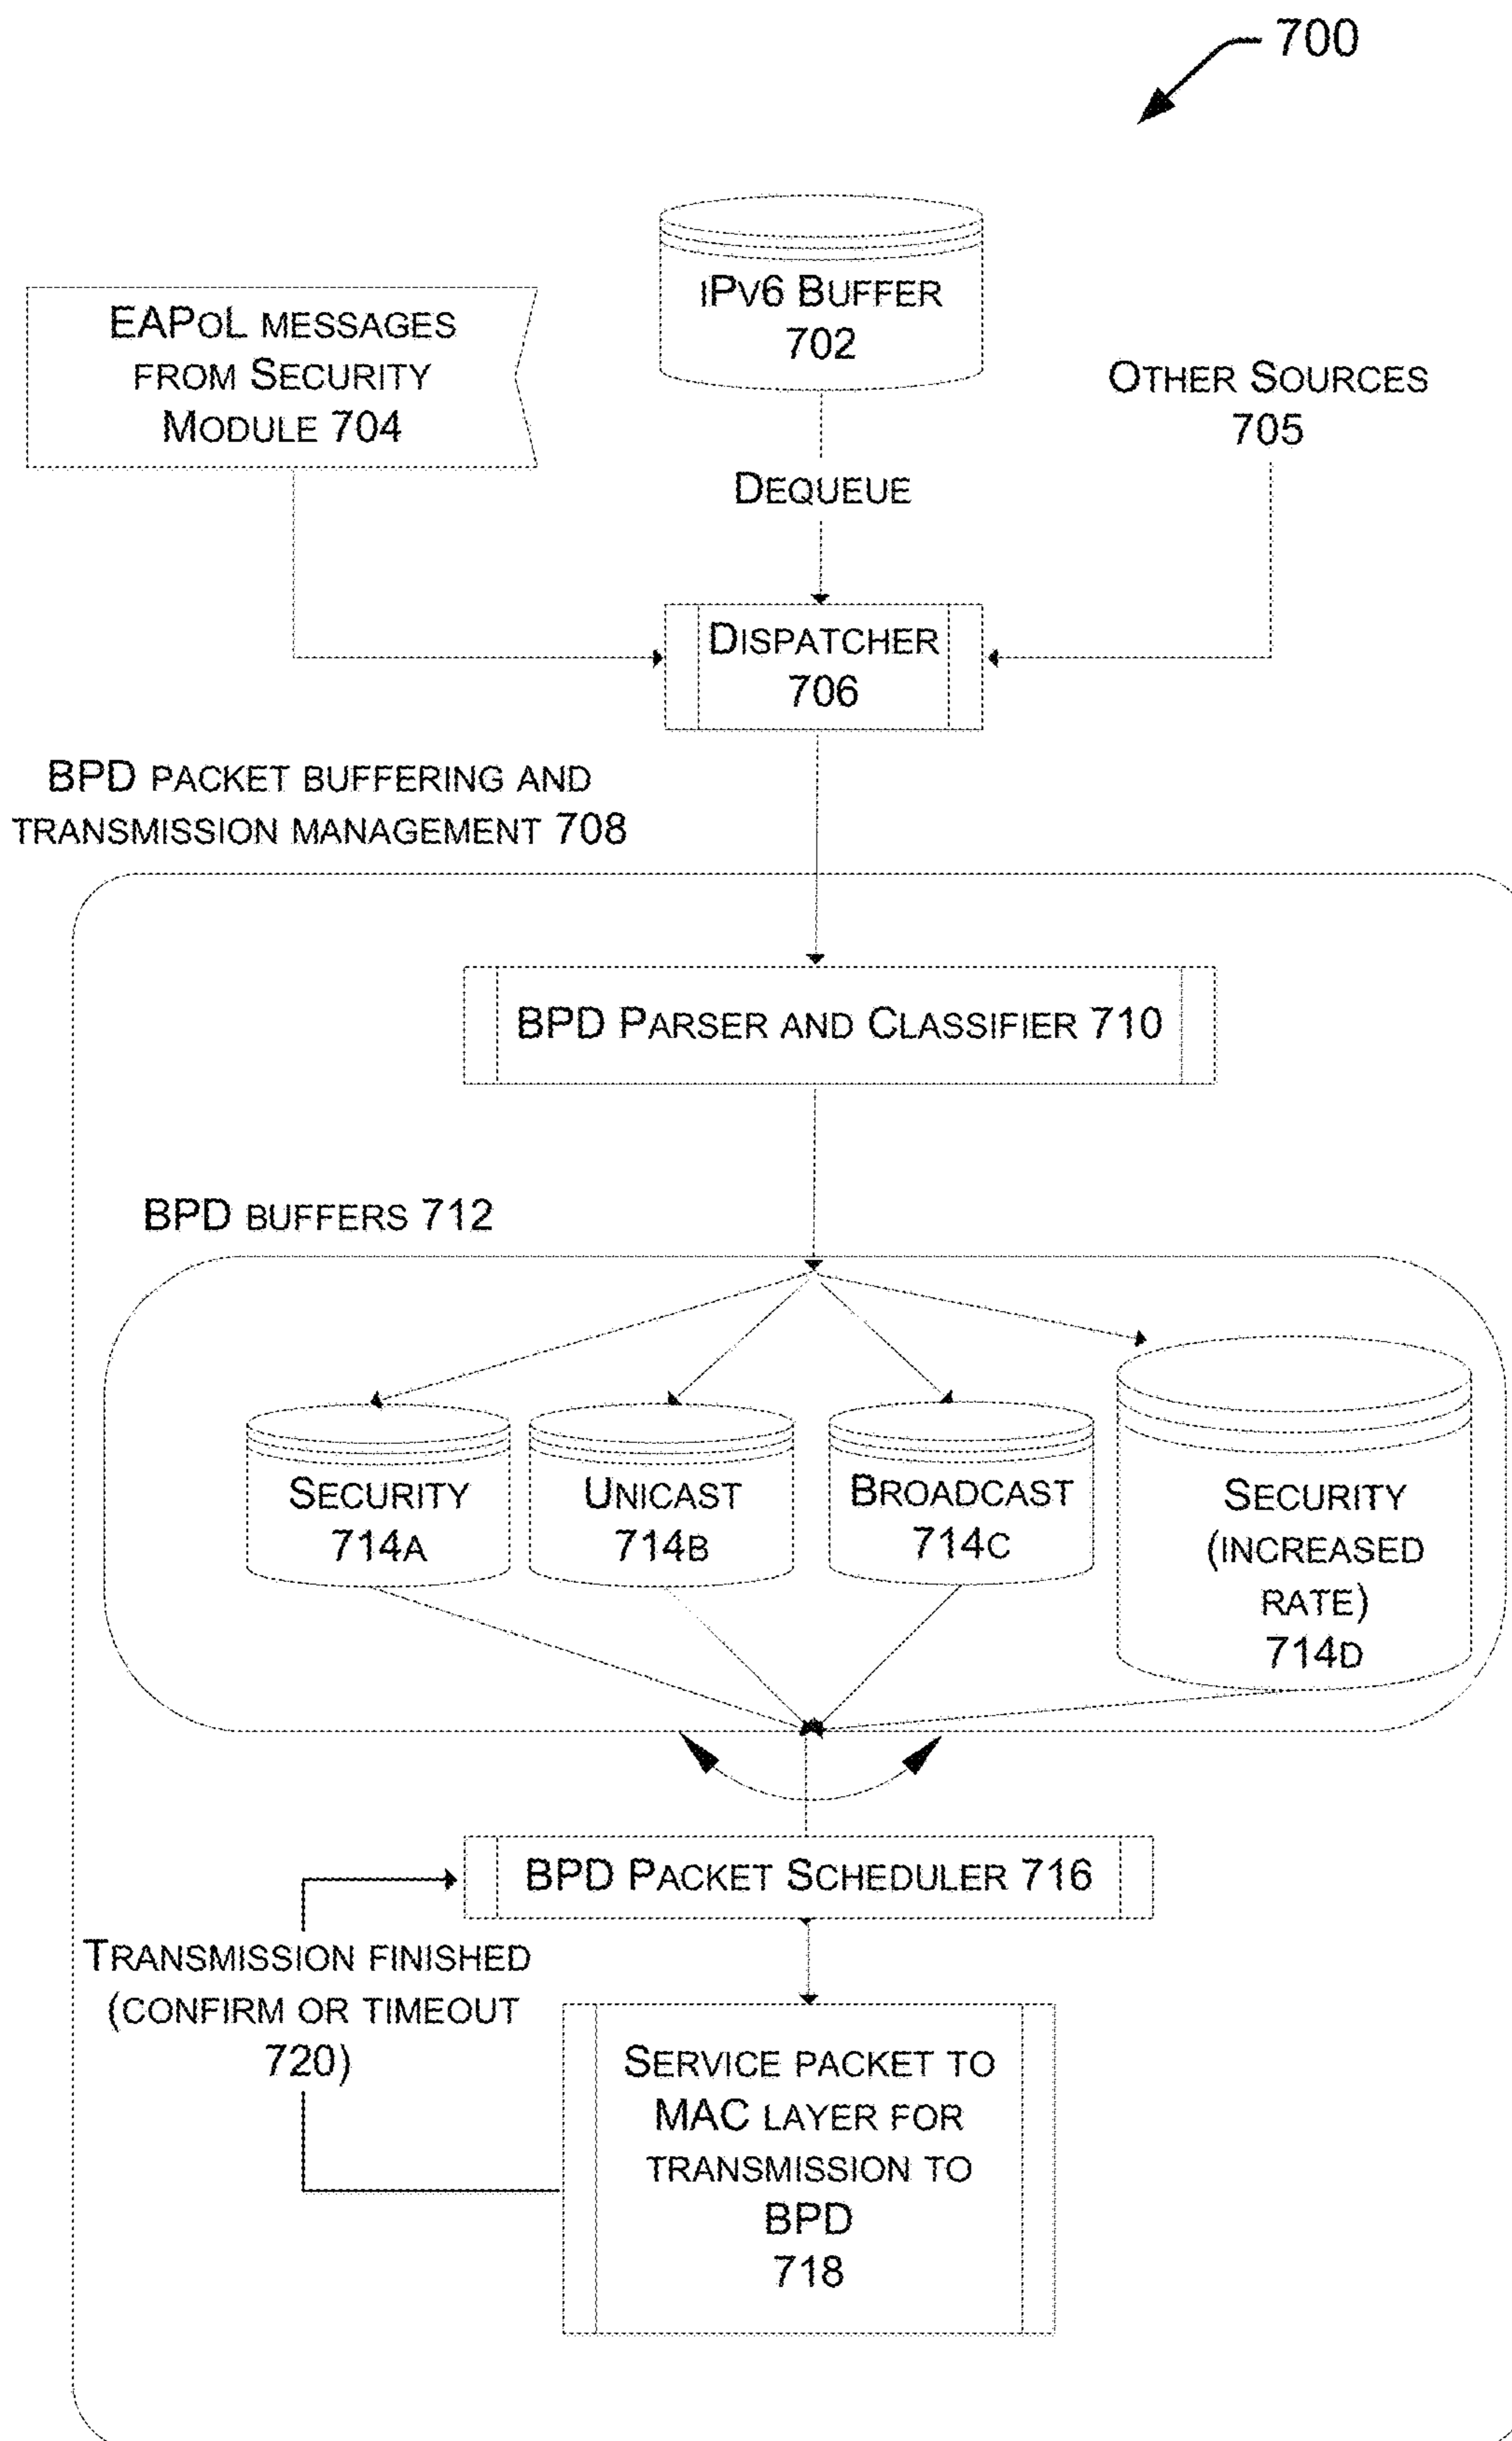 700
IPV6 BUFFER
702
EAPOL MESSAGES
FROM SECURITY
MODULE 704
OTHER SOURCES
705
DEQUEUE
DISPATCHER
706
BPD PACKET BUFFERING AND
TRANSMISSION MANAGEMENT 708
BPD PARSER AND CLASSIFIER 710
BPD BUFFERS 712
SECURITY
714A
UNICAST
714B
BROADCAST
714C
SECURITY
(INCREASED
RATE)
714D
BPD PACKET SCHEDULER 716
TRANSMISSION FINISHED
(CONFIRM OR TIMEOUT
720)
SERVICE PACKET TO
MAC LAYER FOR
TRANSMISSION TO
BPD
718